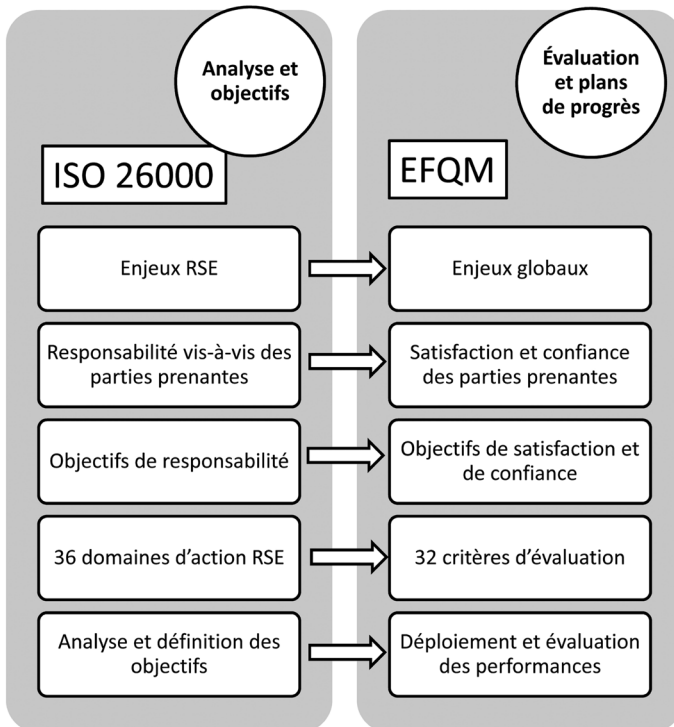 Analyse et
objectifs
Évaluation
et plans
de progrès
ISO 26000
EFQM
Enjeux RSE
Enjeux globaux
Responsabilité vis-à-vis des
parties prenantes
Satisfaction et confiance
des parties prenantes
Objectifs de responsabilité
Objectifs de satisfaction et
de confiance
36 domaines d’action RSE
32 critères d’évaluation
Analyse et définition des
objectifs
Déploiement et évaluation
des performances